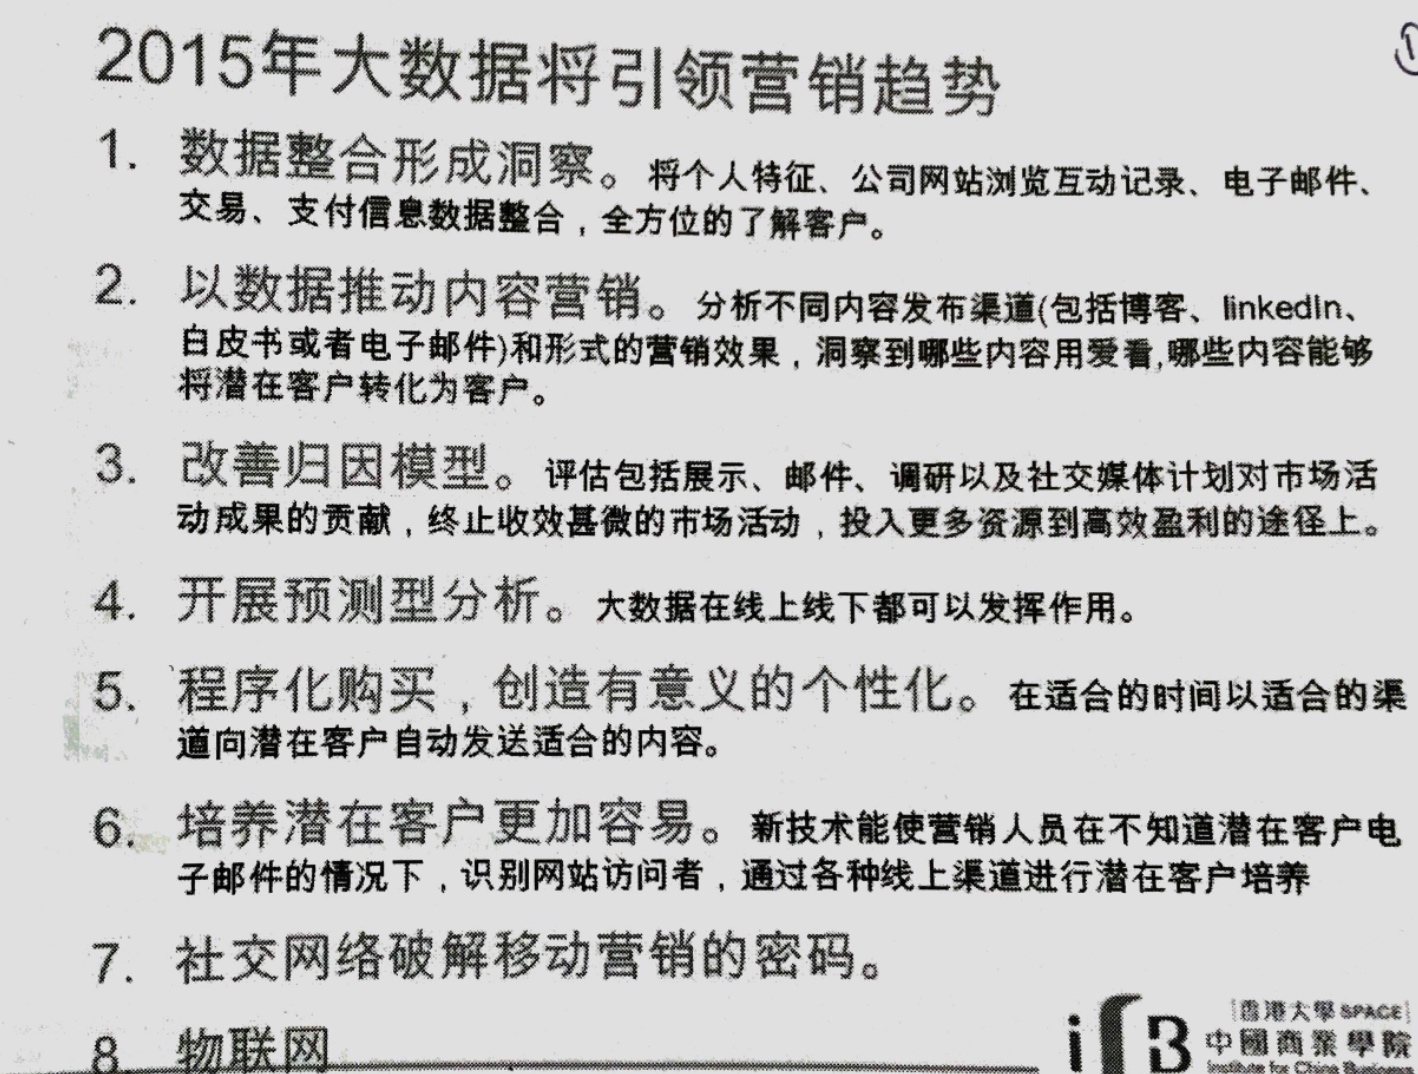 2015年大数据将引领营销趋势
1. 数据整合形成洞察。将个人特征、公司网站浏览互动记录、电子邮件、
交易、支付信息数据整合，全方位的了解客户。
2. 以数据推动内容营销。分析不同内容发布渠道(包括博客、linkedIn、
白皮书或者电子邮件)和形式的营销效果，洞察到哪些内容用爱看,哪些内容能够
将潜在客户转化为客户。
3. 改善归因模型。评估包括展示、邮件、调研以及社交媒体计划对市场活
动成果的贡献，终止收效甚微的市场活动，投入更多资源到高效盈利的途径上。
4. 开展预测型分析。大数据在线上线下都可以发挥作用。
5. 程序化购买，创造有意义的个性化。在适合的时间以适合的渠
道向潜在客户自动发送适合的内容。
6. 培养潜在客户更加容易。新技术能使营销人员在不知道潜在客户电
子邮件的情况下，识别网站访问者，通过各种线上渠道进行潜在客户培养
7. 社交网络破解移动营销的密码。
8. 物联网
香港大學 SPACE
中國商業學院
Institute for China Business